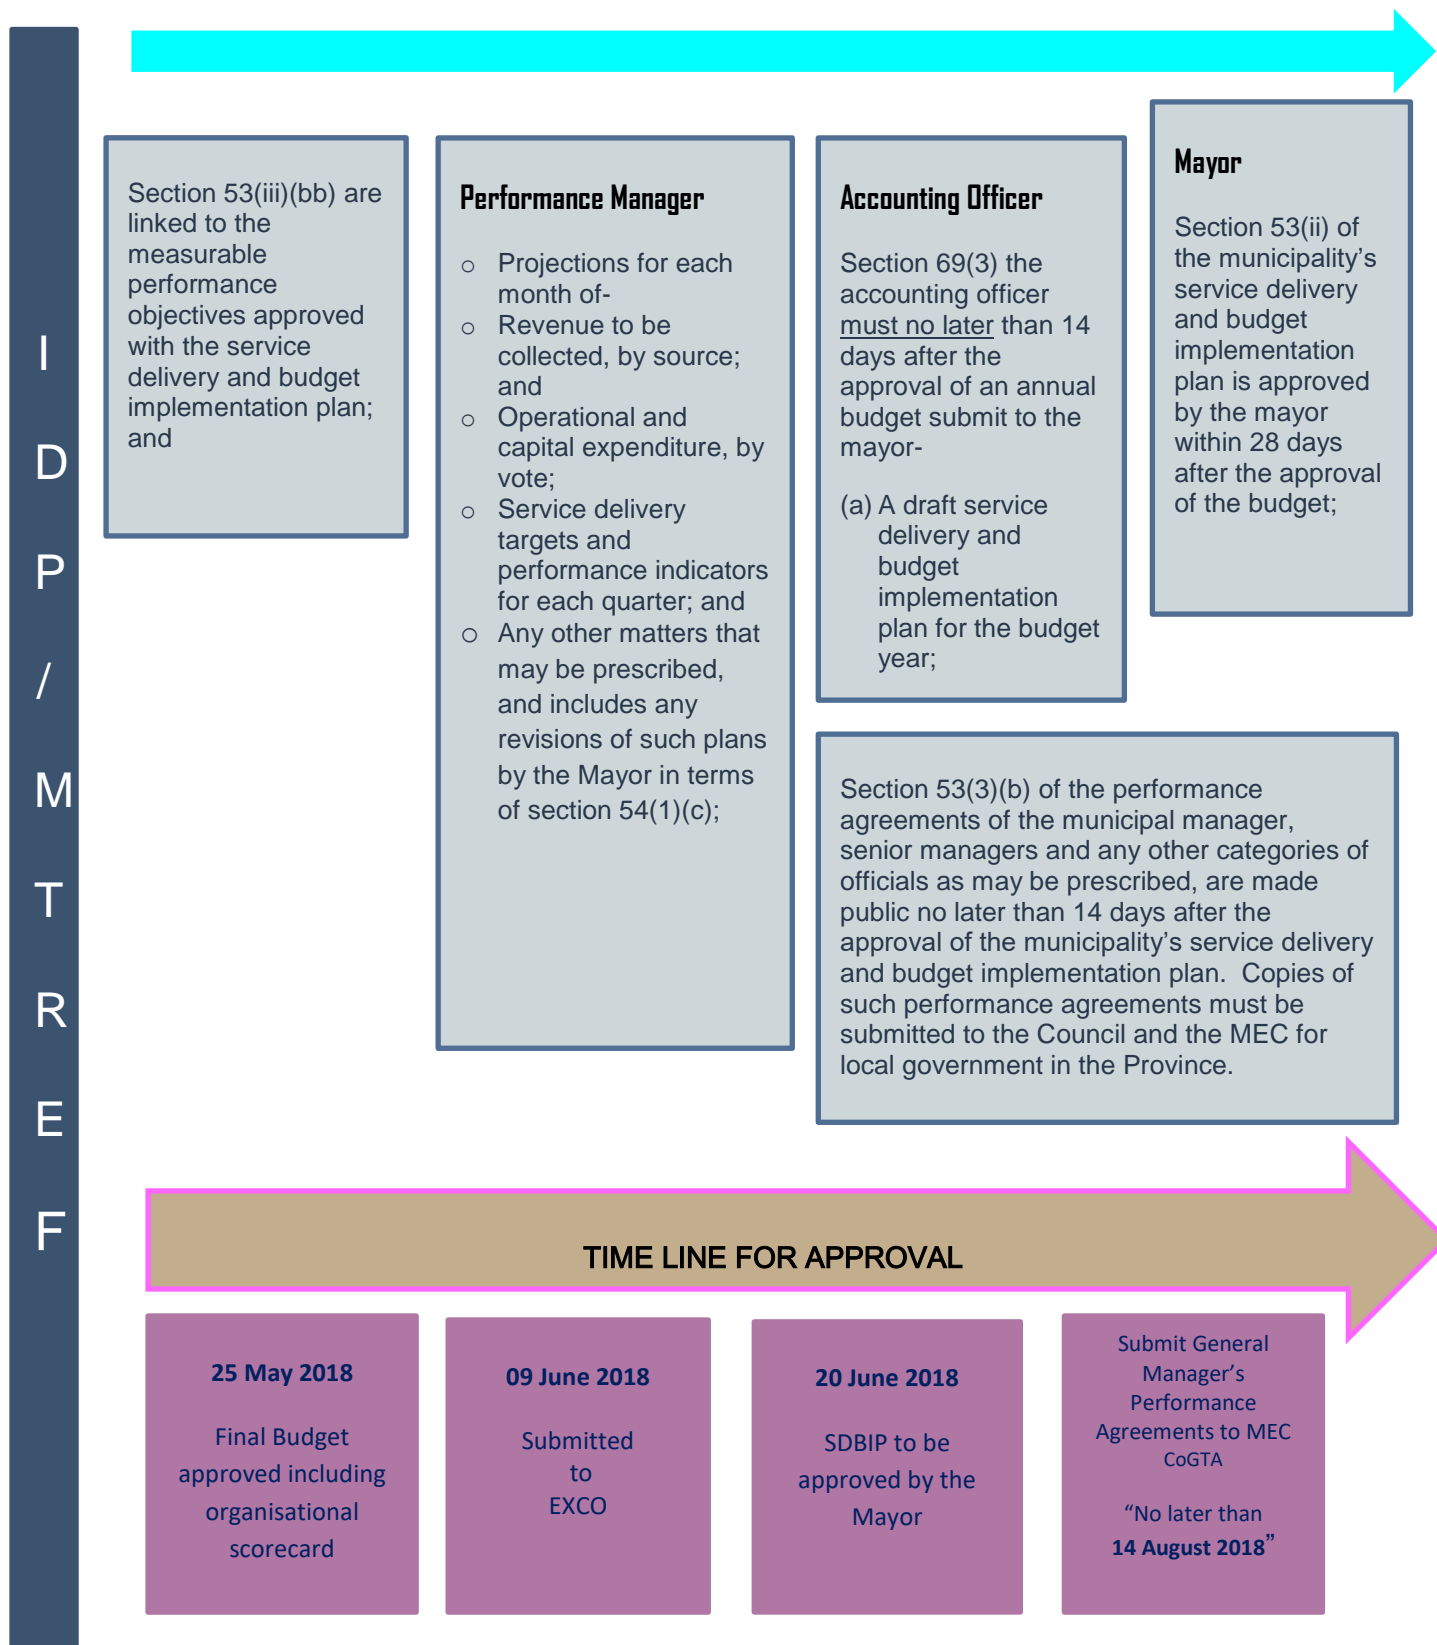 I
D
P
/
M
T
R
E
F
Section 53(iii)(bb) are
linked to the
measurable
performance
objectives approved
with the service
delivery and budget
implementation plan;
and
Performance Manager
o Projections for each
month of-
o Revenue to be
collected, by source;
and
o Operational and
capital expenditure, by
vote;
o Service delivery
targets and
performance indicators
for each quarter; and
o Any other matters that
may be prescribed,
and includes any
revisions of such plans
by the Mayor in terms
of section 54(1)(c);
Accounting Officer
Section 69(3) the
accounting officer
must no later than 14
days after the
approval of an annual
budget submit to the
mayor-
(a) A draft service
delivery and
budget
implementation
plan for the budget
year;
Mayor
Section 53(ii) of
the municipality’s
service delivery
and budget
implementation
plan is approved
by the mayor
within 28 days
after the approval
of the budget;
Section 53(3)(b) of the performance
agreements of the municipal manager,
senior managers and any other categories of
officials as may be prescribed, are made
public no later than 14 days after the
approval of the municipality’s service delivery
and budget implementation plan.  Copies of
such performance agreements must be
submitted to the Council and the MEC for
local government in the Province.
TIME LINE FOR APPROVAL
25 May 2018
Final Budget
approved including
organisational
scorecard
09 June 2018
Submitted
to
EXCO
20 June 2018
SDBIP to be
approved by the
Mayor
Submit General
Manager’s
Performance
Agreements to MEC
CoGTA
“No later than
14 August 2018”